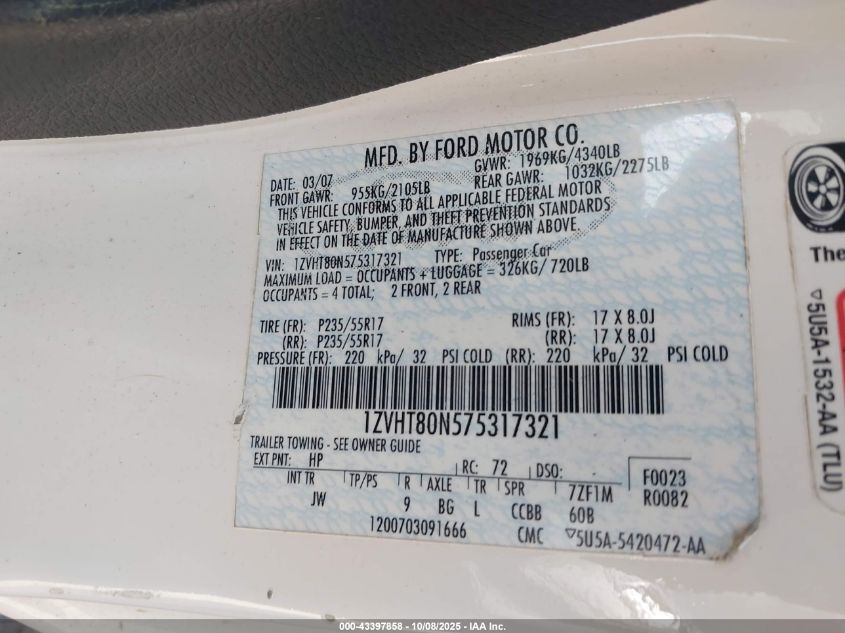 MFD. BY FORD MOTOR CO.
DATE: 03/07 GVWR: 1969KG/4340LB
FRONT GAWR: 955KG/2105LB REAR GAWR: 1032KG/2275LB
THIS VEHICLE CONFORMS TO ALL APPLICABLE FEDERAL MOTOR
VEHICLE SAFETY, BUMPER, AND THEFT PREVENTION STANDARDS
IN EFFECT ON THE DATE OF MANUFACTURE SHOWN ABOVE.
VIN: 1ZVHT80N575317321 TYPE: Passenger Car
MAXIMUM LOAD = OCCUPANTS + LUGGAGE = 326KG/ 720LB
OCCUPANTS = 4 TOTAL; 2 FRONT, 2 REAR
TIRE (FR): P235/55R17 RIMS (FR): 17 X 8.0J
(RR): P235/55R17 (RR): 17 X 8.0J
PRESSURE (FR): 220 kPa/ 32 PSI COLD (RR): 220 kPa/ 32 PSI COLD
1ZVHT80N575317321
TRAILER TOWING - SEE OWNER GUIDE
EXT PNT: HP RC: 72 DSO: F0023
INT TR TP/PS R AXLE TR SPR 7ZF1M R0082
JW 9 BG L CCBB 60B
1200703091666 CMC 5U5A-5420472-AA
The
5U5A-1532-AA (TLU)
000-43397858 - 10/08/2025 - IAA Inc.